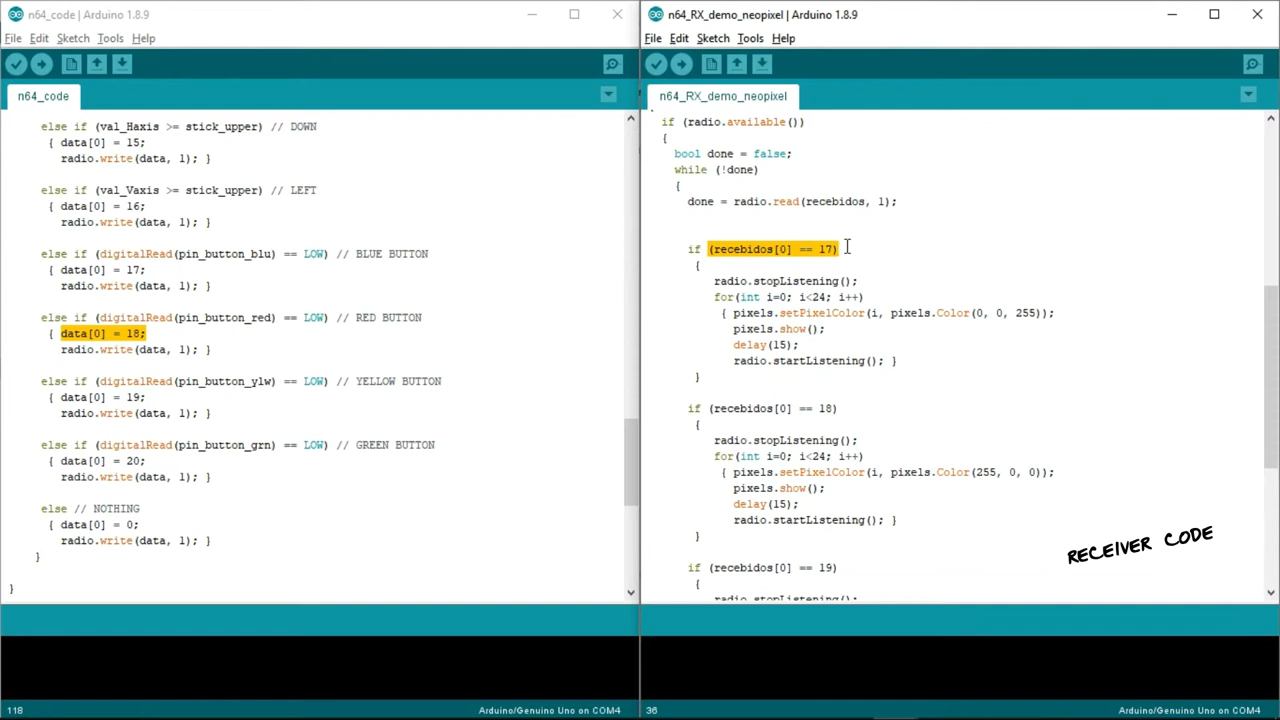 n64_code | Arduino 1.8.9
File Edit Sketch Tools Help
n64_code
else if (val_Haxis >= stick_upper) // DOWN
{ data[0] = 15;
radio.write(data, 1); }
else if (val_Vaxis >= stick_upper) // LEFT
{ data[0] = 16;
radio.write(data, 1); }
else if (digitalRead(pin_button_blu) == LOW) // BLUE BUTTON
{ data[0] = 17;
radio.write(data, 1); }
else if (digitalRead(pin_button_red) == LOW) // RED BUTTON
{ data[0] = 18;
radio.write(data, 1); }
else if (digitalRead(pin_button_ylw) == LOW) // YELLOW BUTTON
{ data[0] = 19;
radio.write(data, 1); }
else if (digitalRead(pin_button_grn) == LOW) // GREEN BUTTON
{ data[0] = 20;
radio.write(data, 1); }
else // NOTHING
{ data[0] = 0;
radio.write(data, 1); }
}
}
118 Arduino/Genuino Uno on COM4
n64_RX_demo_neopixel | Arduino 1.8.9
File Edit Sketch Tools Help
n64_RX_demo_neopixel
if (radio.available())
{
bool done = false;
while (!done)
{
done = radio.read(recebidos, 1);
if (recebidos[0] == 17)
{
radio.stopListening();
for(int i=0; i<24; i++)
{ pixels.setPixelColor(i, pixels.Color(0, 0, 255));
pixels.show();
delay(15);
radio.startListening(); }
}
if (recebidos[0] == 18)
{
radio.stopListening();
for(int i=0; i<24; i++)
{ pixels.setPixelColor(i, pixels.Color(255, 0, 0));
pixels.show();
delay(15);
radio.startListening(); }
}
RECEIVER CODE
if (recebidos[0] == 19)
{
radio.stopListening();
36 Arduino/Genuino Uno on COM4